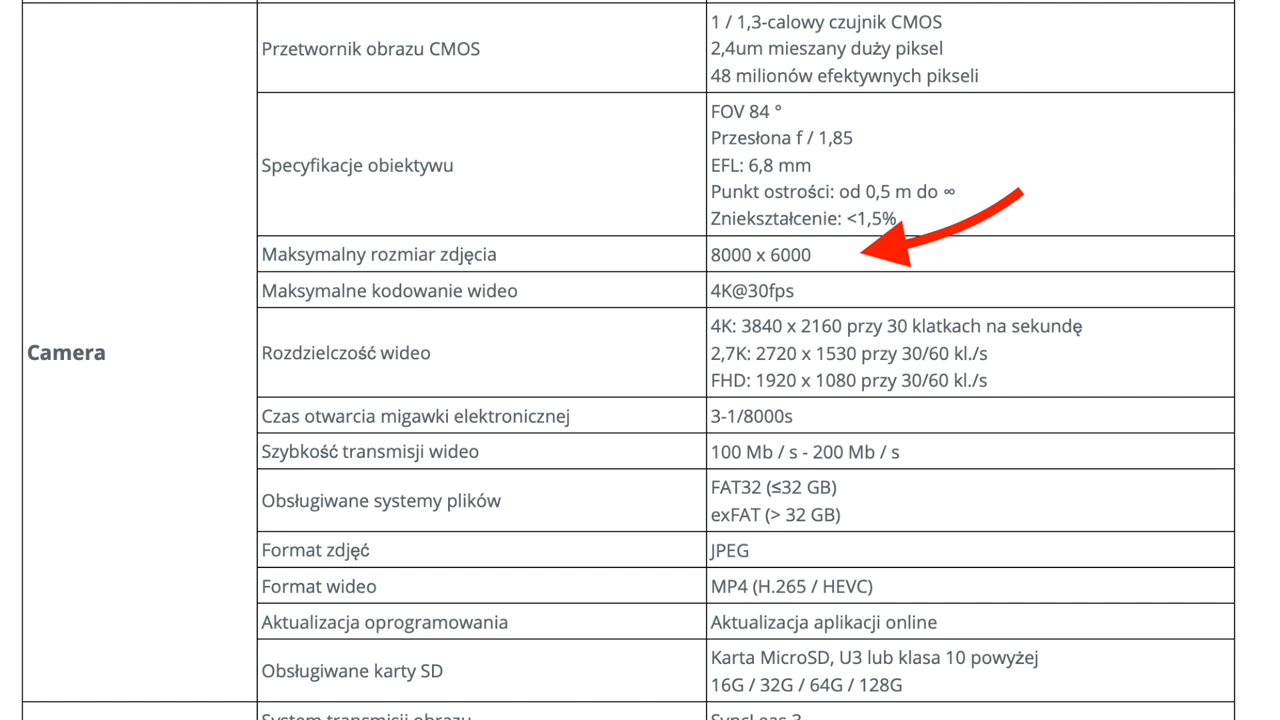 Camera
Przetwornik obrazu CMOS
1 / 1,3-calowy czujnik CMOS
2,4um mieszany duży piksel
48 milionów efektywnych pikseli
Specyfikacje obiektywu
FOV 84 °
Przesłona f / 1,85
EFL: 6,8 mm
Punkt ostrości: od 0,5 m do ∞
Zniekształcenie: <1,5%
Maksymalny rozmiar zdjęcia
8000 x 6000
Maksymalne kodowanie wideo
4K@30fps
Rozdzielczość wideo
4K: 3840 x 2160 przy 30 klatkach na sekundę
2,7K: 2720 x 1530 przy 30/60 kl./s
FHD: 1920 x 1080 przy 30/60 kl./s
Czas otwarcia migawki elektronicznej
3-1/8000s
Szybkość transmisji wideo
100 Mb / s - 200 Mb / s
Obsługiwane systemy plików
FAT32 (≤32 GB)
exFAT (> 32 GB)
Format zdjęć
JPEG
Format wideo
MP4 (H.265 / HEVC)
Aktualizacja oprogramowania
Aktualizacja aplikacji online
Obsługiwane karty SD
Karta MicroSD, U3 lub klasa 10 powyżej
16G / 32G / 64G / 128G
System transmisji obrazu